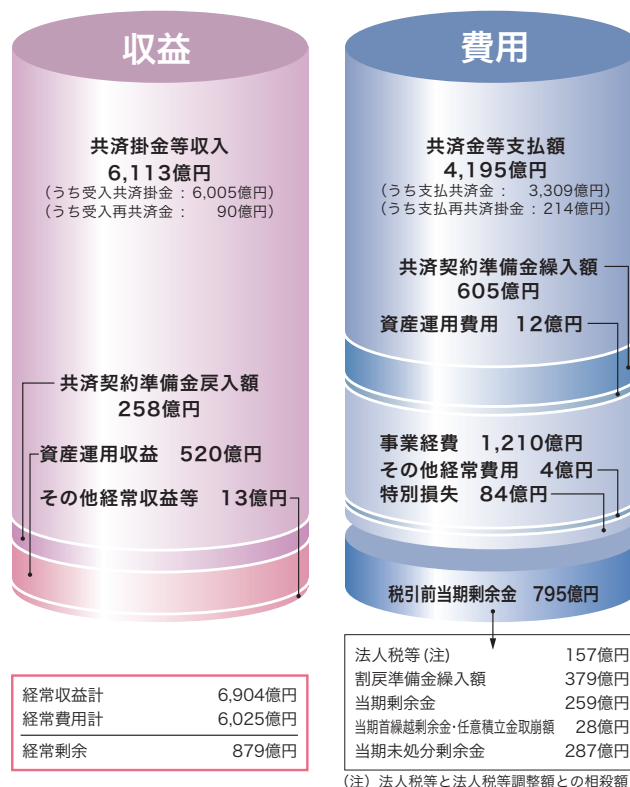 収益
共済掛金等収入
6,113億円
(うち受入共済掛金 : 6,005億円)
(うち受入再共済掛金 : 90億円)
共済契約準備金戻入額
258億円
資産運用収益 520億円
その他経常収益等 13億円
経常収益計 6,904億円
経常費用計 6,025億円
経常剰余 879億円
費用
共済金等支払額
4,195億円
(うち支払共済金 : 3,309億円)
(うち支払再共済掛金 : 214億円)
共済契約準備金繰入額
605億円
資産運用費用 12億円
事業経費 1,210億円
その他経常費用 4億円
特別損失 84億円
税引前当期剰余金 795億円
法人税等(注) 157億円
割戻準備金繰入額 379億円
当期剰余金 259億円
当期首繰越剰余金・任意積立金取崩額 28億円
当期未処分剰余金 287億円
(注) 法人税等と法人税等調整額との相殺額